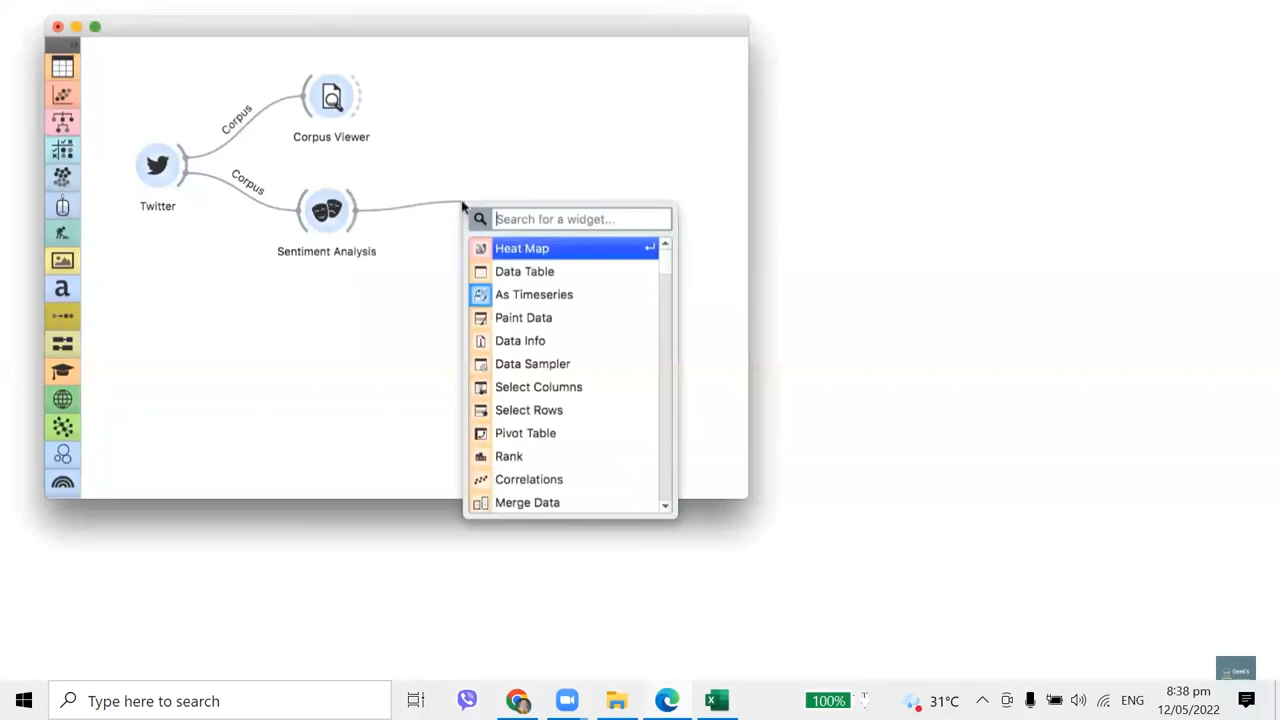 Corpus
Corpus Viewer
Corpus
Twitter
Sentiment Analysis
Search for a widget...
Heat Map
Data Table
As Timeseries
Paint Data
Data Info
Data Sampler
Select Columns
Select Rows
Pivot Table
Rank
Correlations
Merge Data
a
Geek's
Type here to search
100%
31°C
ENG
8:38 pm
12/05/2022